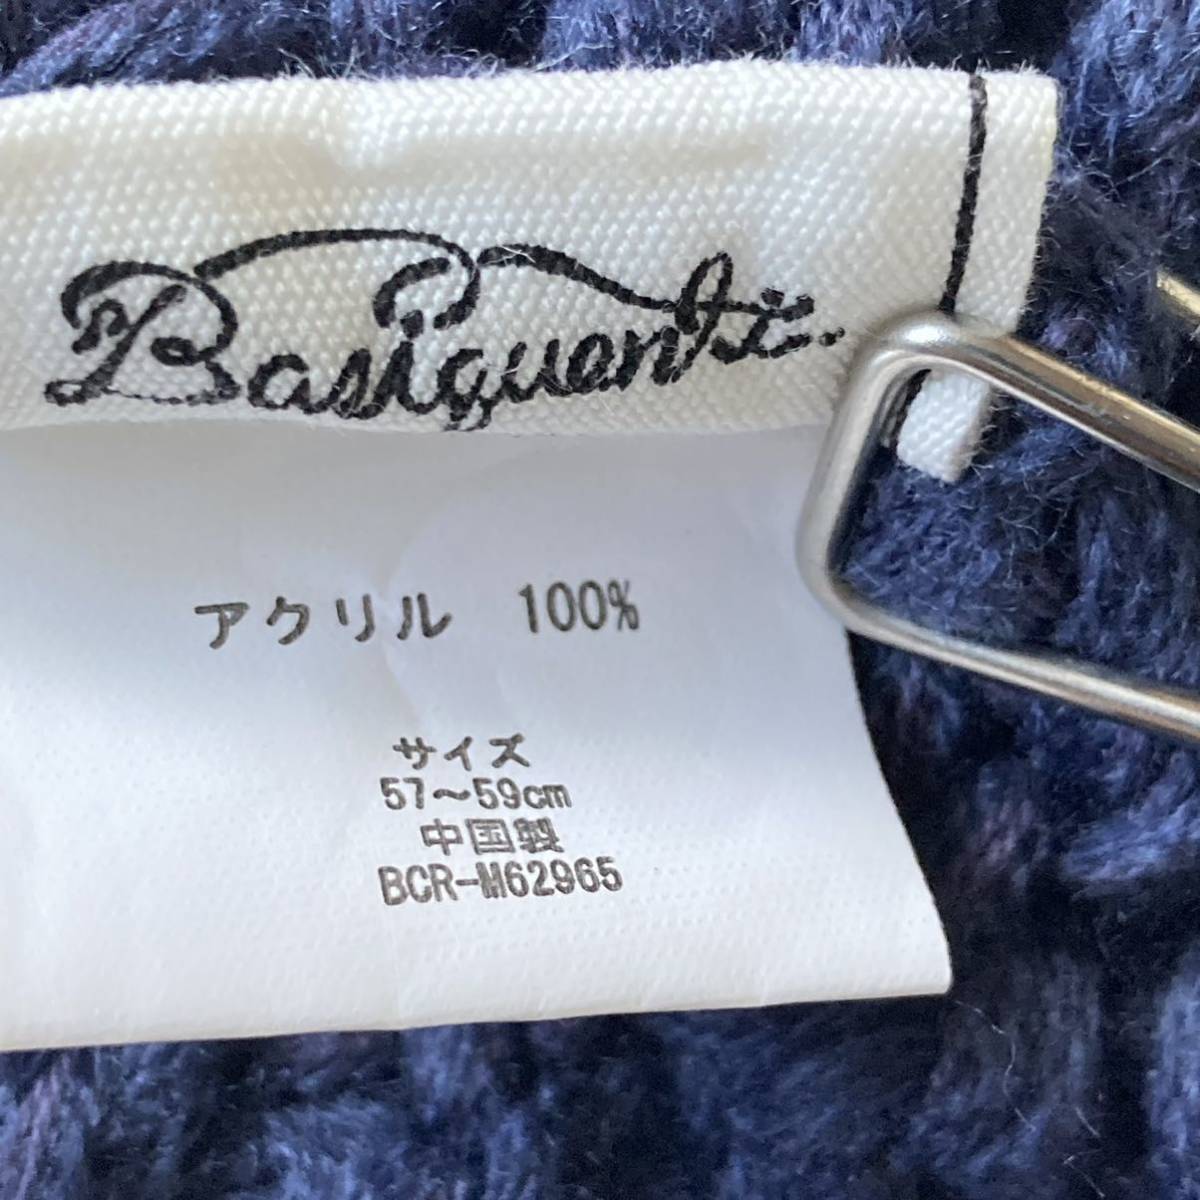 Basiquenti.
アクリル 100%
サイズ
57〜59cm
中国製
BCR-M62965